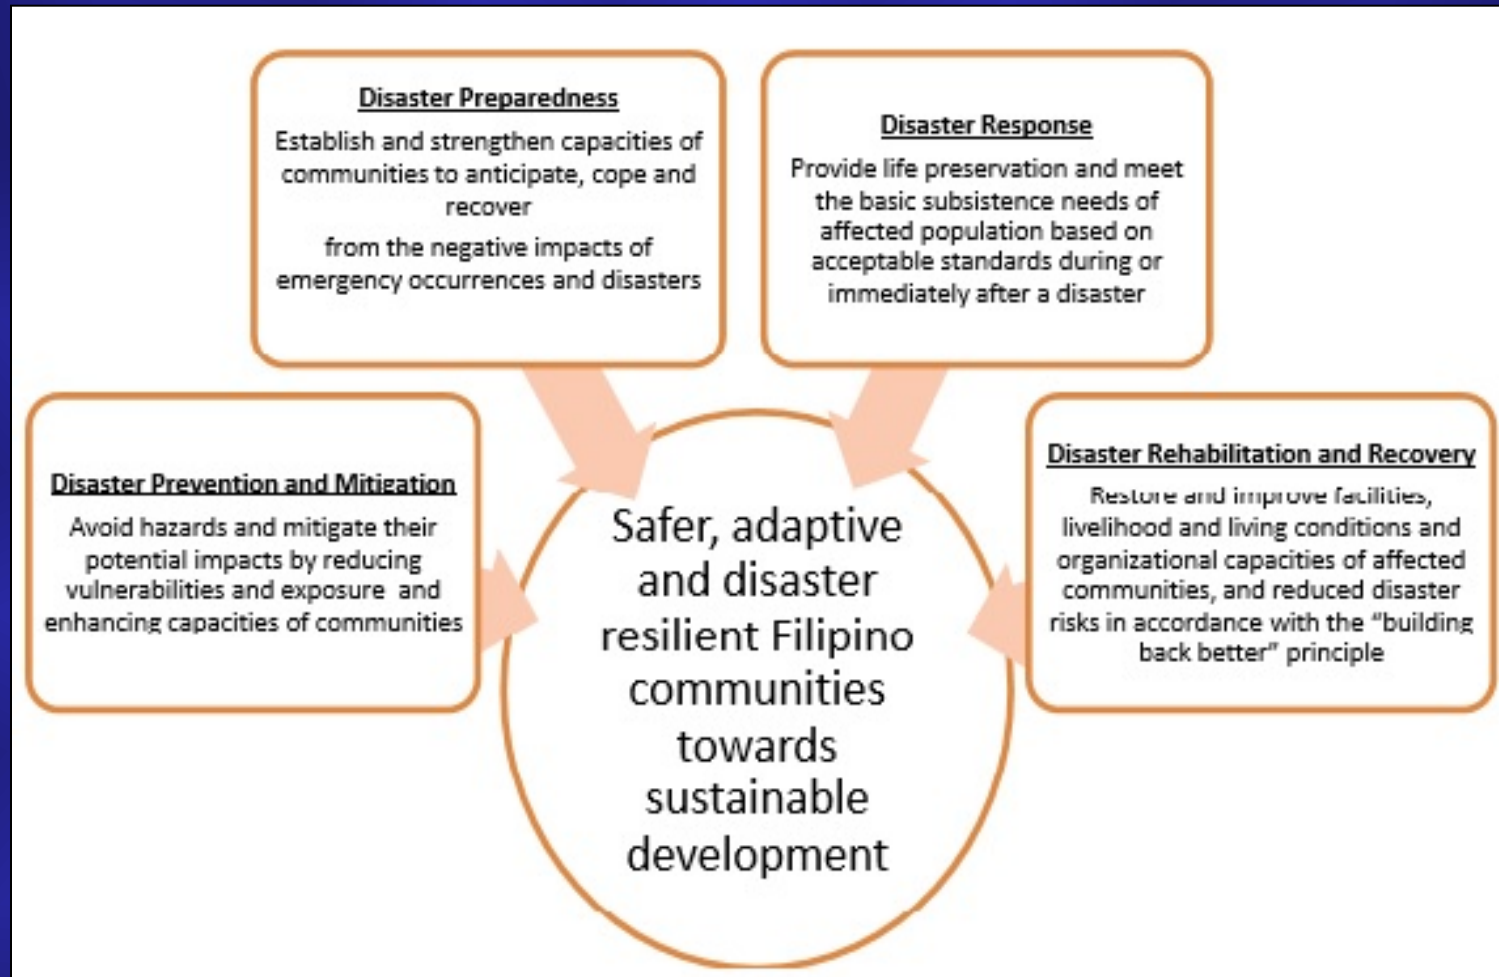 Disaster Preparedness
Establish and strengthen capacities of
communities to anticipate, cope and
recover
from the negative impacts of
emergency occurrences and disasters
Disaster Response
Provide life preservation and meet
the basic subsistence needs of
affected population based on
acceptable standards during or
immediately after a disaster
Disaster Prevention and Mitigation
Avoid hazards and mitigate their
potential impacts by reducing
vulnerabilities and exposure and
enhancing capacities of communities
Disaster Rehabilitation and Recovery
Restore and improve facilities,
livelihood and living conditions and
organizational capacities of affected
communities, and reduced disaster
risks in accordance with the “building
back better” principle
Safer, adaptive
and disaster
resilient Filipino
communities
towards
sustainable
development